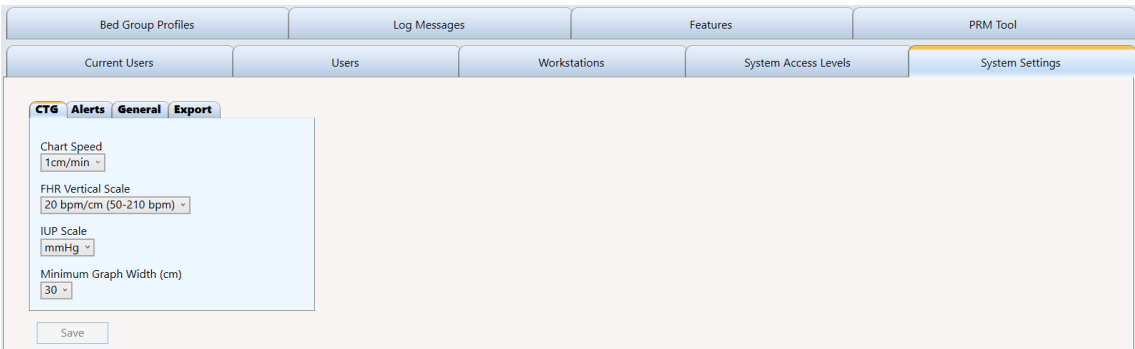 Bed Group Profiles Log Messages Features PRM Tool
Current Users Users Workstations System Access Levels System Settings
CTG Alerts General Export
Chart Speed
1cm/min
FHR Vertical Scale
20 bpm/cm (50-210 bpm)
IUP Scale
mmHg
Minimum Graph Width (cm)
30
Save